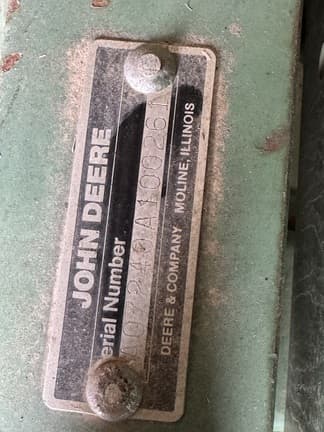 JOHN DEERE
erial Number
DEERE & COMPANY MOLINE, ILLINOIS